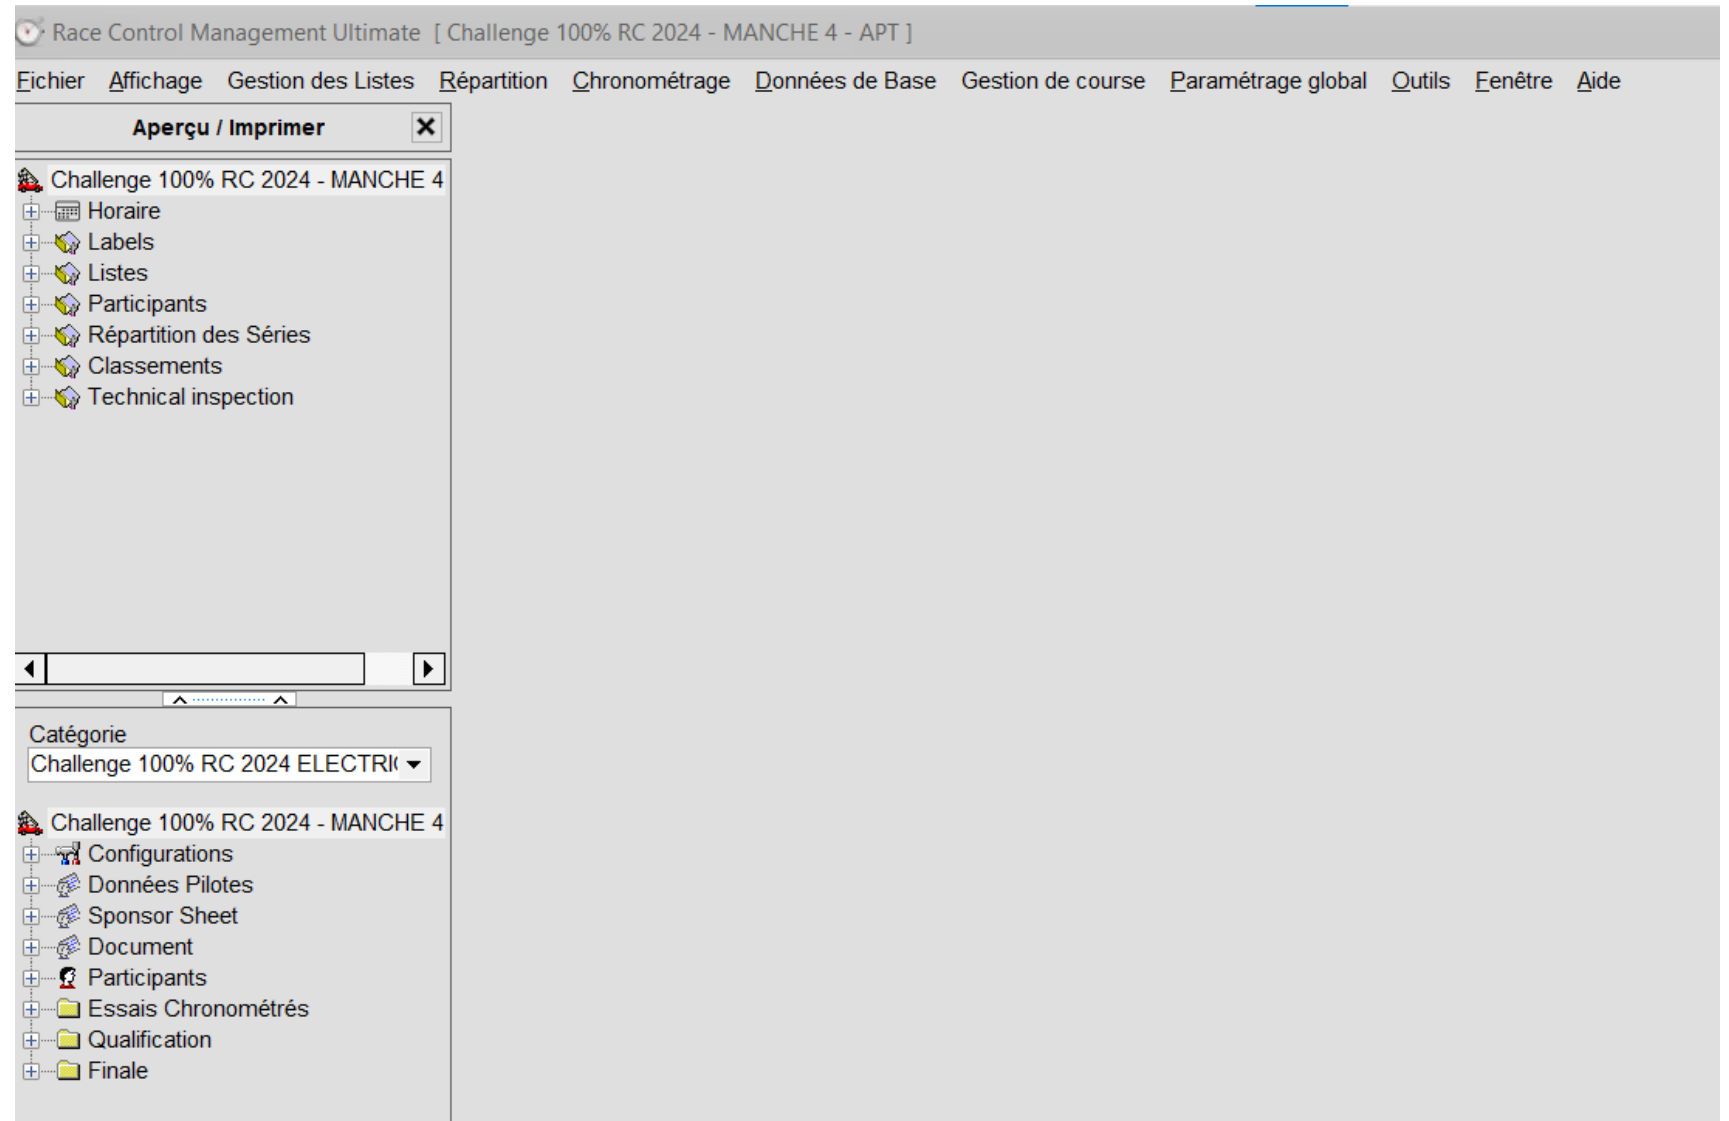 Race Control Management Ultimate [ Challenge 100% RC 2024 - MANCHE 4 - APT ]
Fichier Affichage Gestion des Listes Répartition Chronométrage Données de Base Gestion de course Paramétrage global Outils Fenêtre Aide
Aperçu / Imprimer
Challenge 100% RC 2024 - MANCHE 4
Horaire
Labels
Listes
Participants
Répartition des Séries
Classements
Technical inspection
Catégorie
Challenge 100% RC 2024 ELECTRI
Challenge 100% RC 2024 - MANCHE 4
Configurations
Données Pilotes
Sponsor Sheet
Document
Participants
Essais Chronométrés
Qualification
Finale